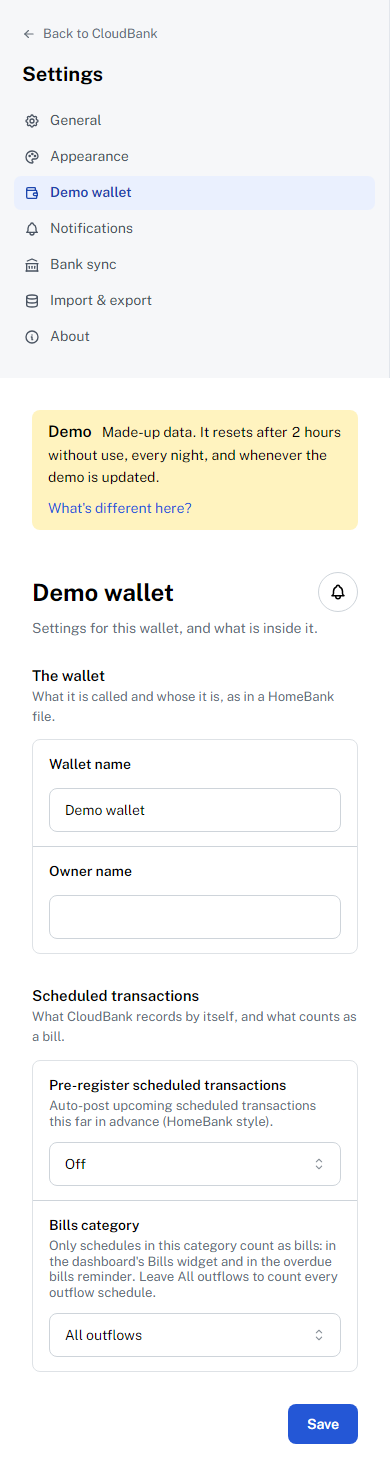 Back to CloudBank
Settings
General
Appearance
Demo wallet
Notifications
Bank sync
Import & export
About
Demo Made-up data. It resets after 2 hours
without use, every night, and whenever the
demo is updated.
What's different here?
Demo wallet
Settings for this wallet, and what is inside it.
The wallet
What it is called and whose it is, as in a HomeBank
file.
Wallet name
Demo wallet
Owner name
Scheduled transactions
What CloudBank records by itself, and what counts as
a bill.
Pre-register scheduled transactions
Auto-post upcoming scheduled transactions
this far in advance (HomeBank style).
Off
Bills category
Only schedules in this category count as bills: in
the dashboard's Bills widget and in the overdue
bills reminder. Leave All outflows to count every
outflow schedule.
All outflows
Save